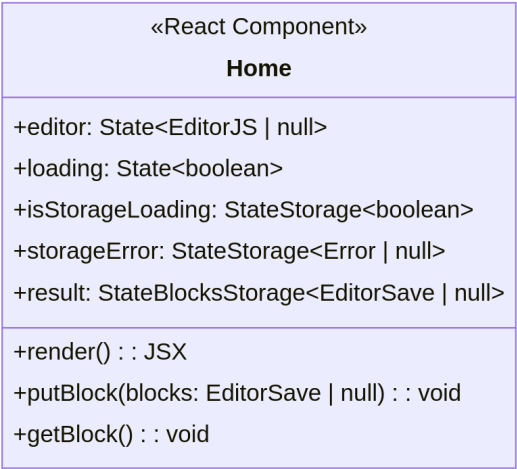 «React Component»
Home
+editor: State<EditorJS | null>
+loading: State<boolean>
+isStorageLoading: StateStorage<boolean>
+storageError: StateStorage<Error | null>
+result: StateBlocksStorage<EditorSave | null>
+render() : : JSX
+putBlock(blocks: EditorSave | null) : : void
+getBlock() : : void